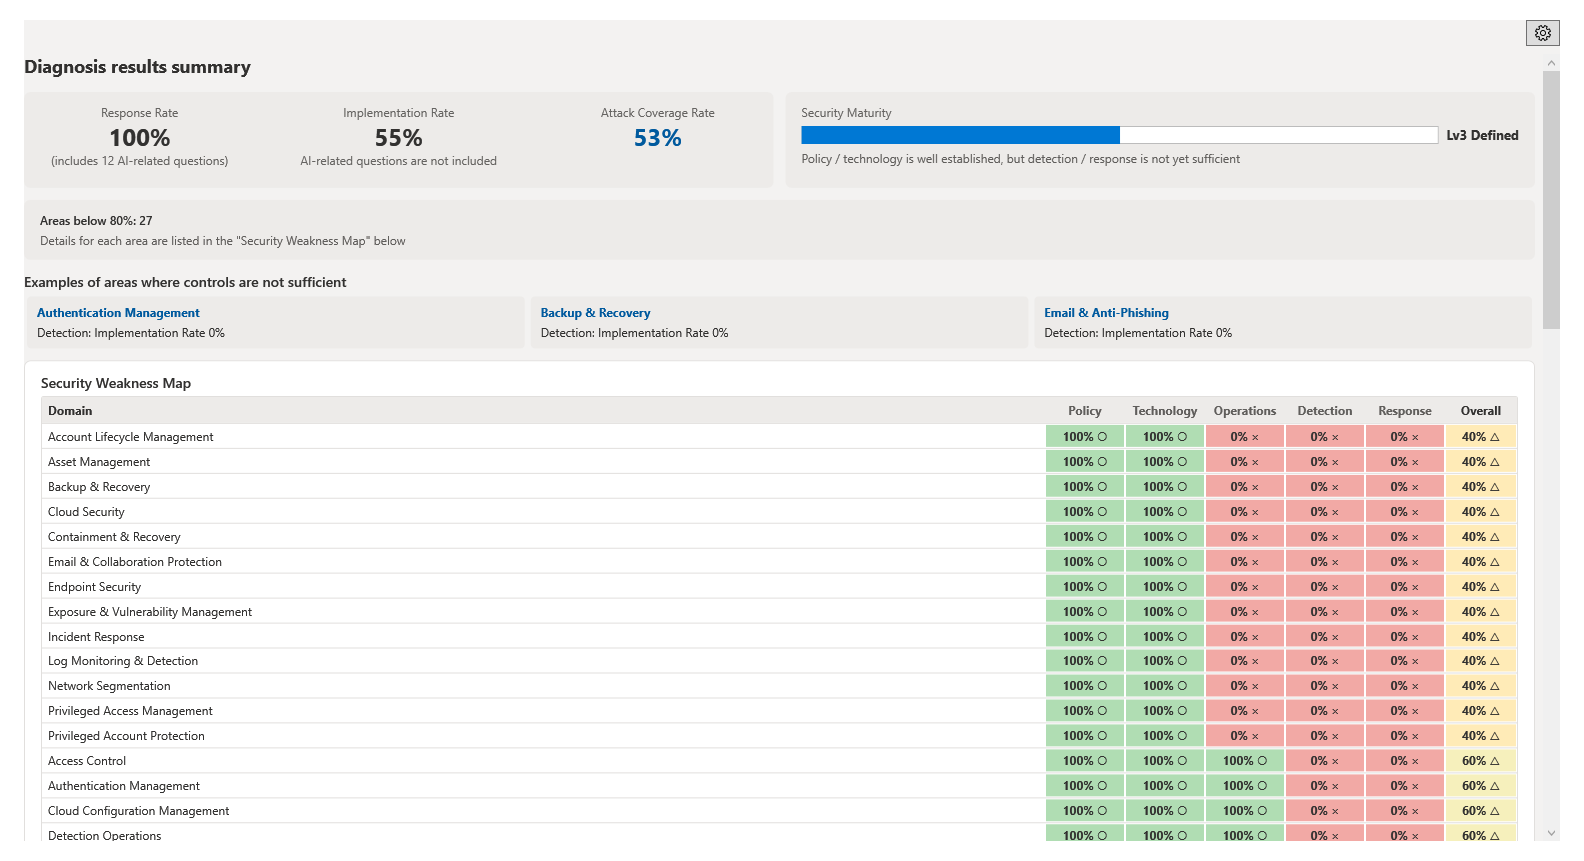 Diagnosis results summary
Response Rate
100%
(includes 12 AI-related questions)
Implementation Rate
55%
AI-related questions are not included
Attack Coverage Rate
53%
Security Maturity
Lv3 Defined
Policy / technology is well established, but detection / response is not yet sufficient
Areas below 80%: 27
Details for each area are listed in the "Security Weakness Map" below
Examples of areas where controls are not sufficient
Authentication Management
Detection: Implementation Rate 0%
Backup & Recovery
Detection: Implementation Rate 0%
Email & Anti-Phishing
Detection: Implementation Rate 0%
Security Weakness Map
Domain Policy Technology Operations Detection Response Overall
Account Lifecycle Management 100% ○ 100% ○ 0% × 0% × 0% × 40% △
Asset Management 100% ○ 100% ○ 0% × 0% × 0% × 40% △
Backup & Recovery 100% ○ 100% ○ 0% × 0% × 0% × 40% △
Cloud Security 100% ○ 100% ○ 0% × 0% × 0% × 40% △
Containment & Recovery 100% ○ 100% ○ 0% × 0% × 0% × 40% △
Email & Collaboration Protection 100% ○ 100% ○ 0% × 0% × 0% × 40% △
Endpoint Security 100% ○ 100% ○ 0% × 0% × 0% × 40% △
Exposure & Vulnerability Management 100% ○ 100% ○ 0% × 0% × 0% × 40% △
Incident Response 100% ○ 100% ○ 0% × 0% × 0% × 40% △
Log Monitoring & Detection 100% ○ 100% ○ 0% × 0% × 0% × 40% △
Network Segmentation 100% ○ 100% ○ 0% × 0% × 0% × 40% △
Privileged Access Management 100% ○ 100% ○ 0% × 0% × 0% × 40% △
Privileged Account Protection 100% ○ 100% ○ 0% × 0% × 0% × 40% △
Access Control 100% ○ 100% ○ 100% ○ 0% × 0% × 60% △
Authentication Management 100% ○ 100% ○ 100% ○ 0% × 0% × 60% △
Cloud Configuration Management 100% ○ 100% ○ 100% ○ 0% × 0% × 60% △
Detection Operations 100% ○ 100% ○ 100% ○ 0% × 0% × 60% △